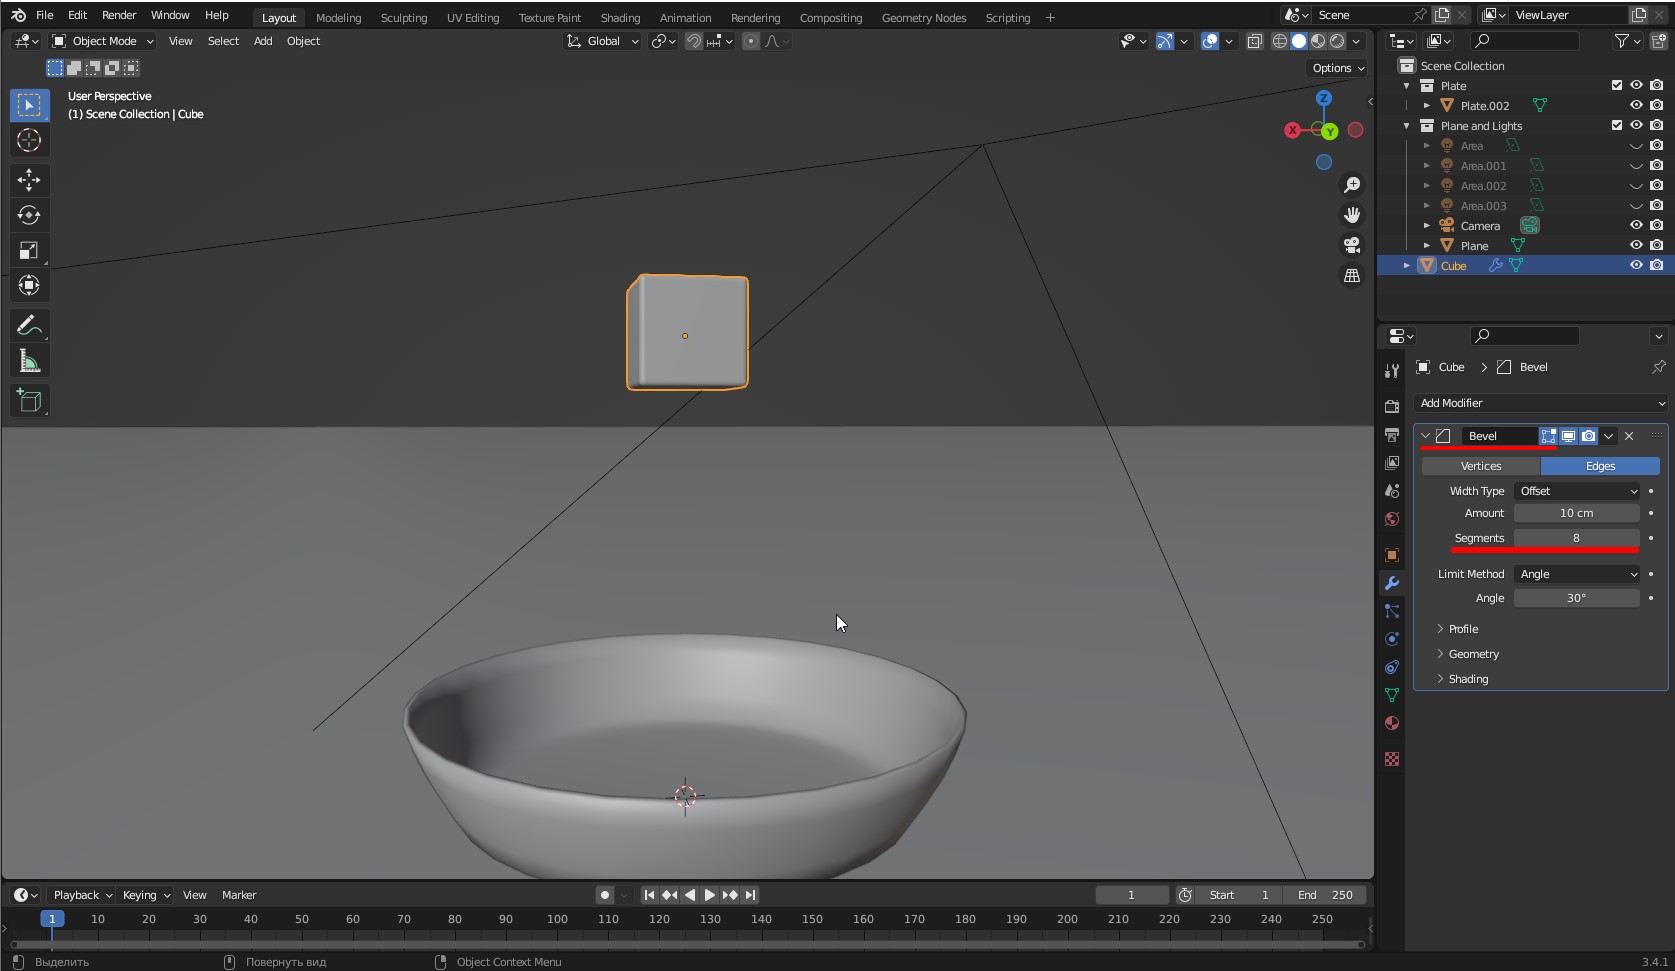 File Edit Render Window Help Layout Modeling Sculpting UV Editing Texture Paint Shading Animation Rendering Compositing Geometry Nodes Scripting + Scene ViewLayer
Object Mode View Select Add Object Global
Options
User Perspective
(1) Scene Collection | Cube
Z
X
Y
Scene Collection
Plate
Plate.002
Plane and Lights
Area
Area.001
Area.002
Area.003
Camera
Plane
Cube
Cube > Bevel
Add Modifier
Bevel
Vertices Edges
Width Type Offset
Amount 10 cm
Segments 8
Limit Method Angle
Angle 30°
Profile
Geometry
Shading
Playback Keying View Marker 1 Start 1 End 250
1 10 20 30 40 50 60 70 80 90 100 110 120 130 140 150 160 170 180 190 200 210 220 230 240 250
Выделить Повернуть вид Object Context Menu 3.4.1